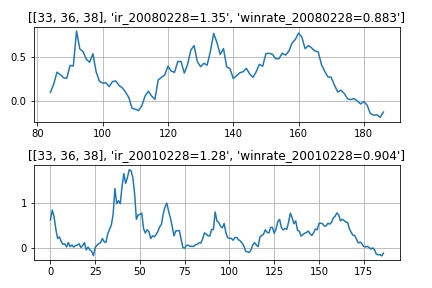 [[33, 36, 38], 'ir_20080228=1.35', 'winrate_20080228=0.883']
0.5
0.0
80 100 120 140 160 180
[[33, 36, 38], 'ir_20010228=1.28', 'winrate_20010228=0.904']
1
0
0 25 50 75 100 125 150 175